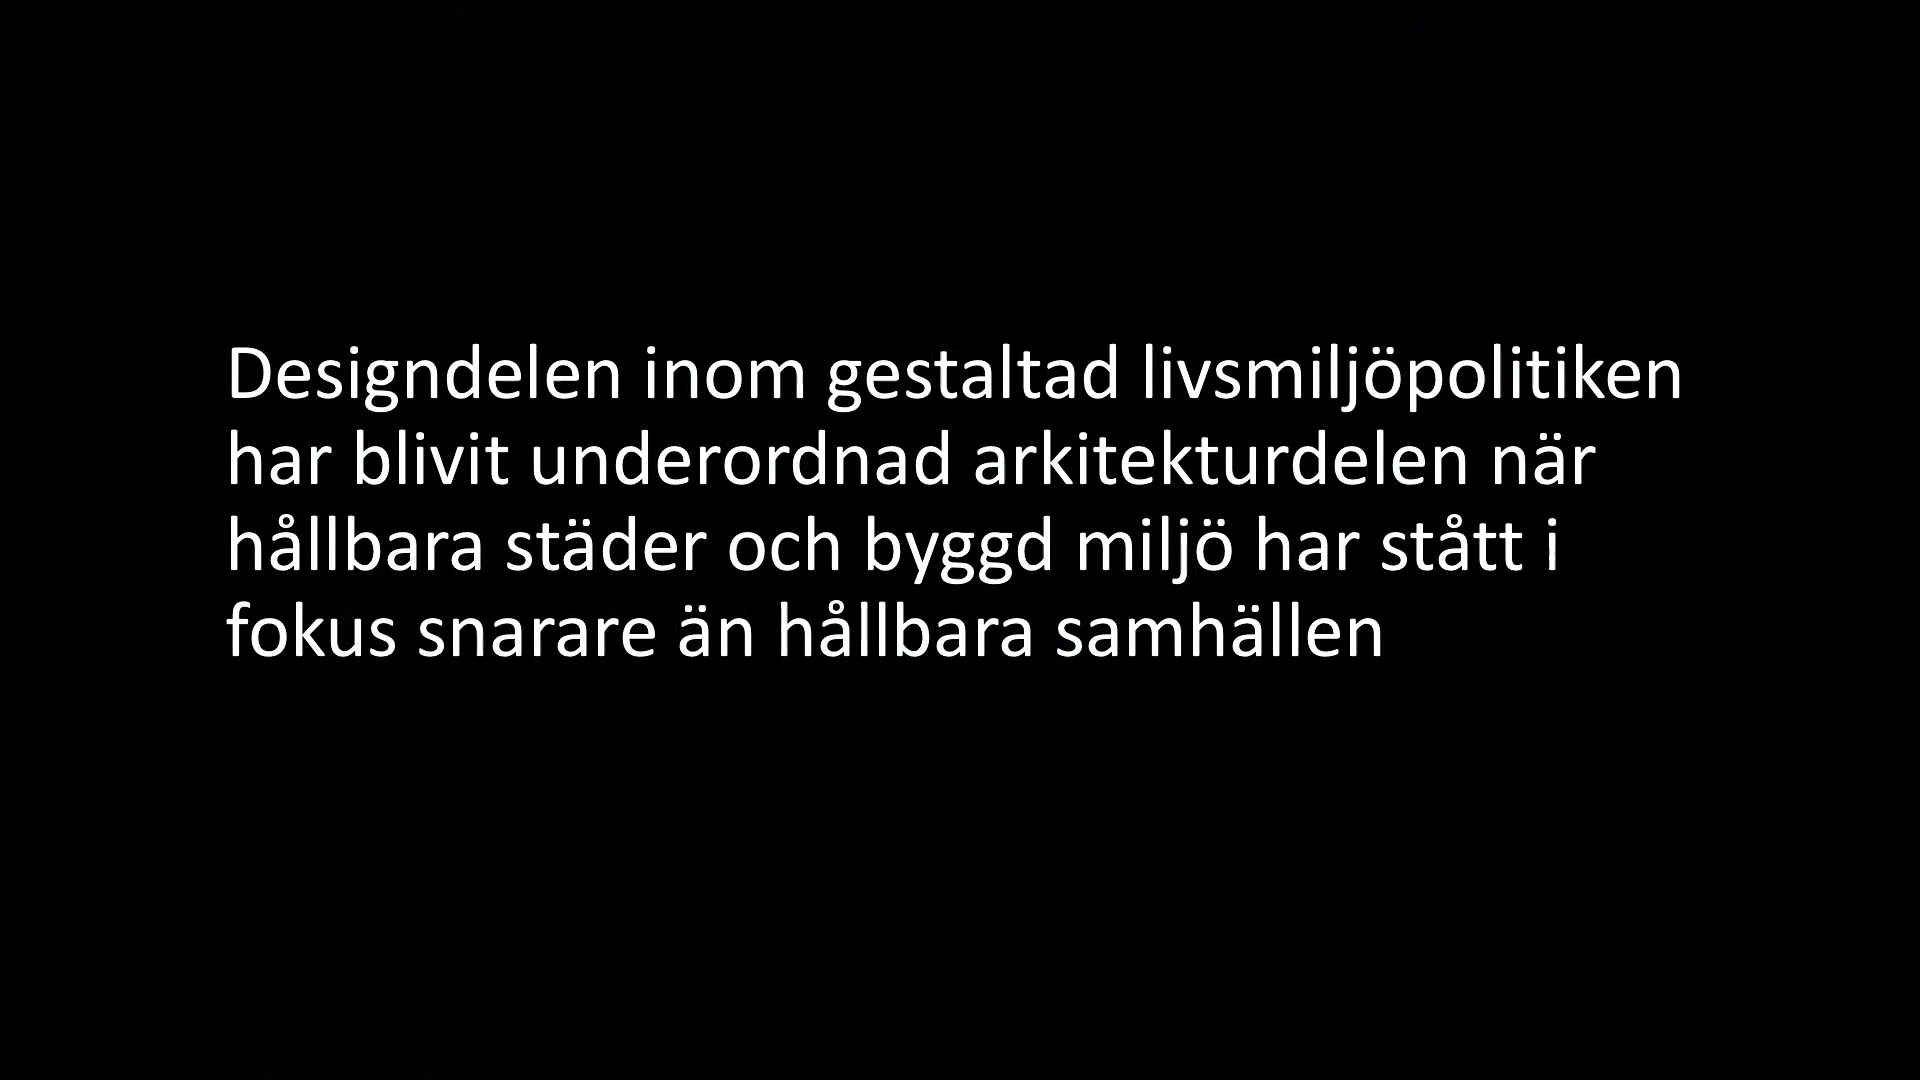 Designdelen inom gestaltad livsmiljöpolitiken
har blivit underordnad arkitekturdelen när
hållbara städer och byggd miljö har stått i
fokus snarare än hållbara samhällen